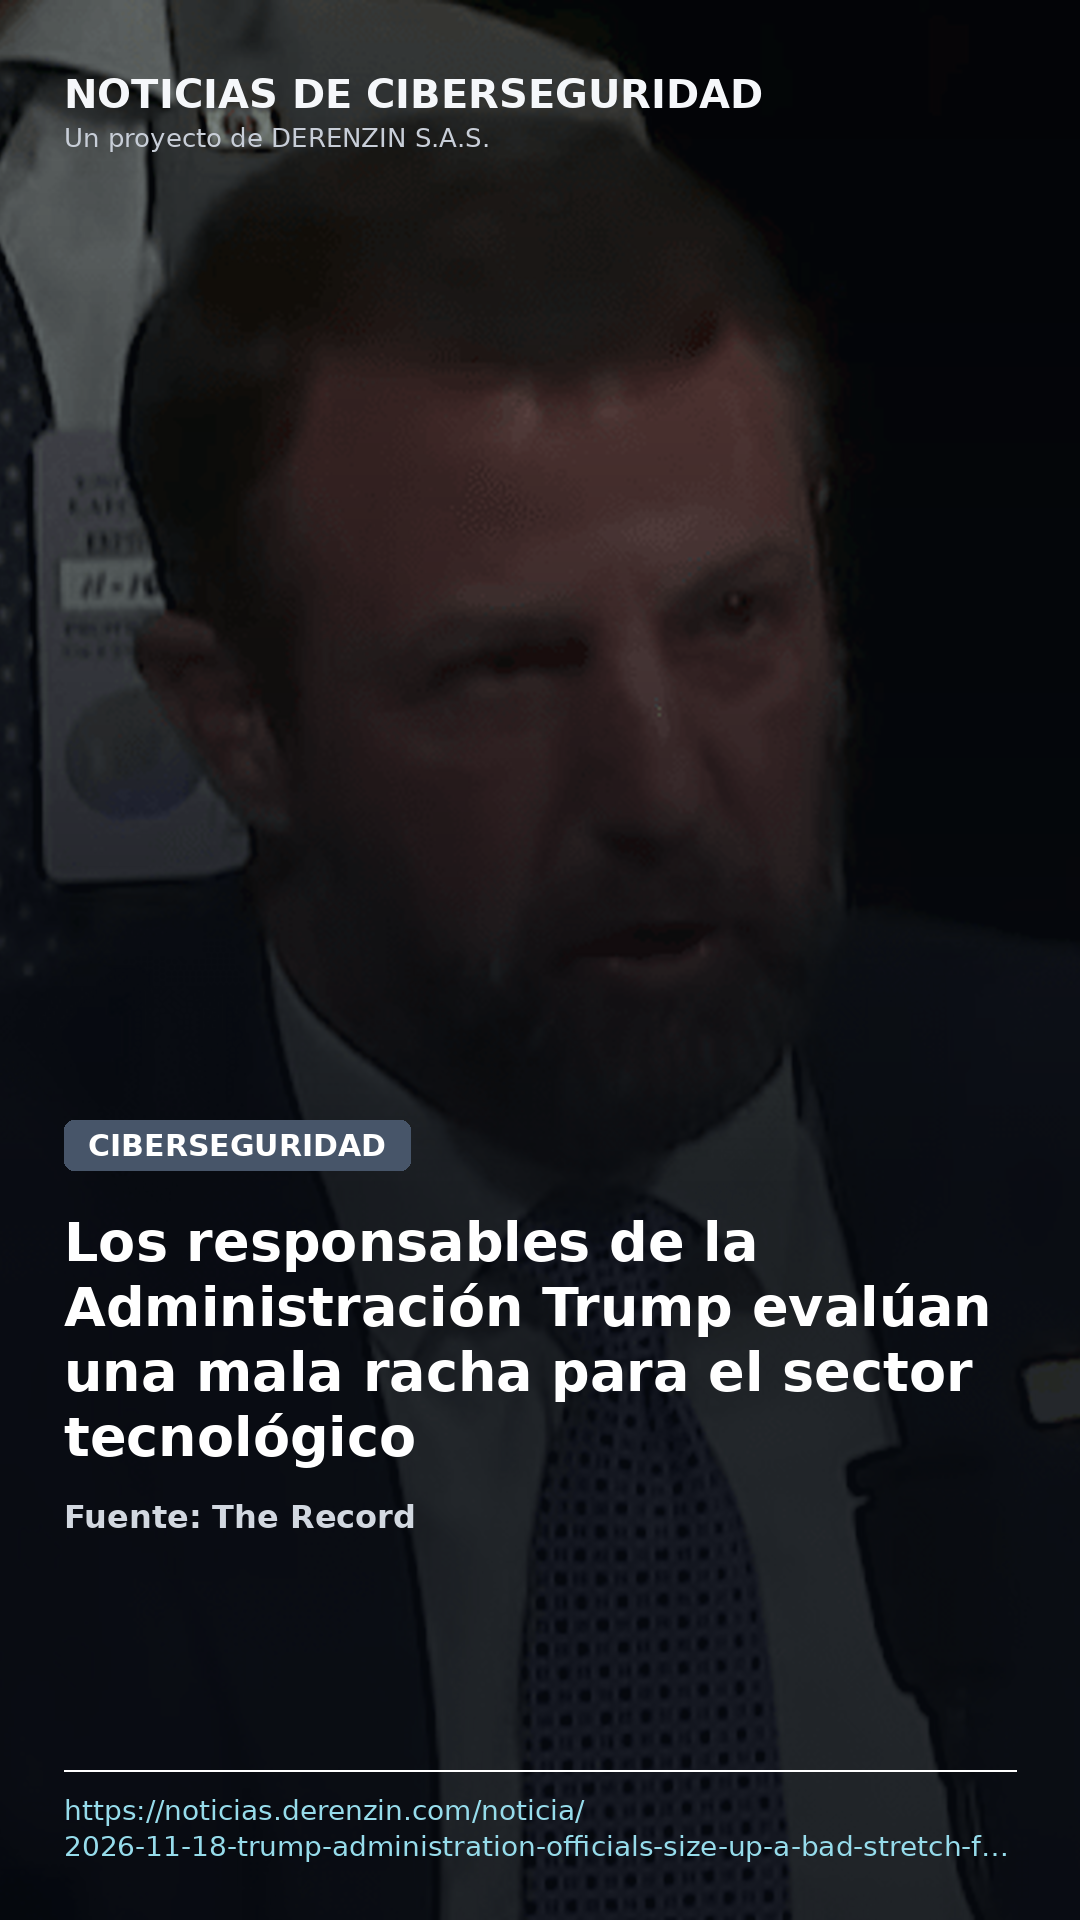 NOTICIAS DE CIBERSEGURIDAD
Un proyecto de DERENZIN S.A.S.
CIBERSEGURIDAD
Los responsables de la
Administración Trump evalúan
una mala racha para el sector
tecnológico
Fuente: The Record
https://noticias.derenzin.com/noticia/
2026-11-18-trump-administration-officials-size-up-a-bad-stretch-f…